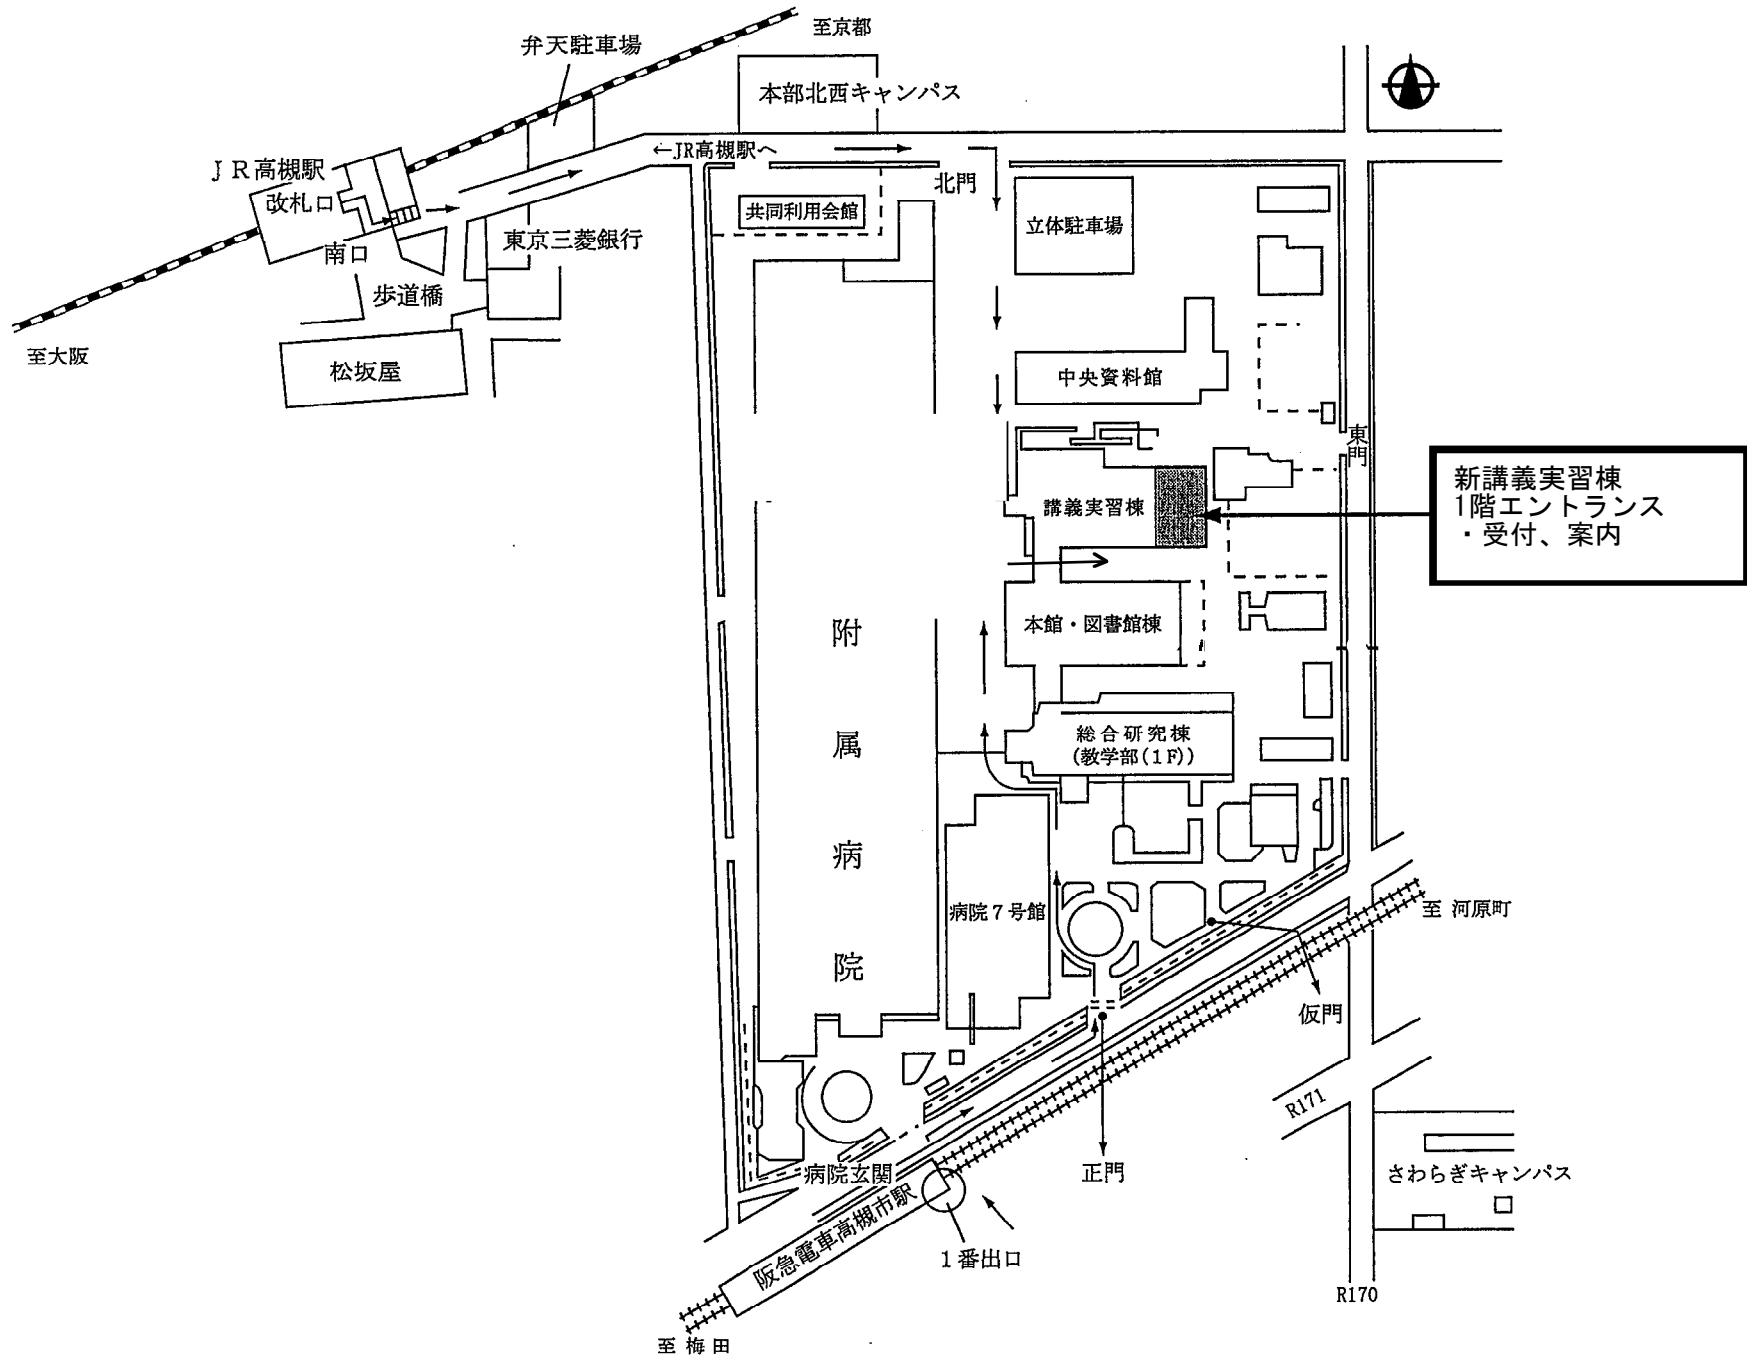 至京都
弁天駐車場
本部北西キャンパス
←JR高槻駅へ
JR高槻駅
改札口
南口
北門
共同利用会館
立体駐車場
東京三菱銀行
歩道橋
至大阪
松坂屋
中央資料館
東門
新講義実習棟
1階エントランス
・受付、案内
講義実習棟
本館・図書館棟
附属病院
総合研究棟
(教学部(1F))
病院7号館
至 河原町
仮門
R171
正門
さわらぎキャンパス
病院玄関
阪急電車高槻市駅
1番出口
R170
至 梅田